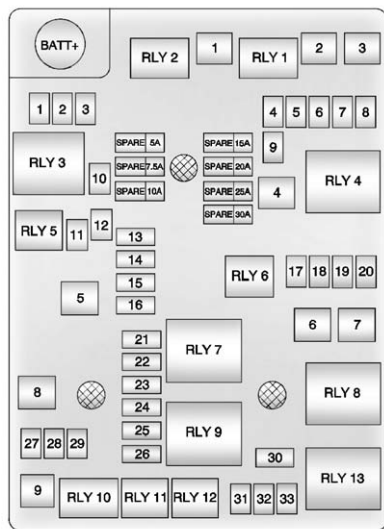 BATT+ RLY 2 1 RLY 1 2 3
1 2 3 4 5 6 7 8
SPARE 5A SPARE 15A 9
RLY 3 SPARE 7.5A SPARE 20A RLY 4
10 SPARE 10A SPARE 25A 4
SPARE 30A
RLY 5 11 12 13
14
RLY 6 17 18 19 20
5 15
16
6 7
21
22 RLY 7
23
8 24 RLY 8
27 28 29 25 RLY 9
26 30
9 RLY 10 RLY 11 RLY 12 31 32 33 RLY 13